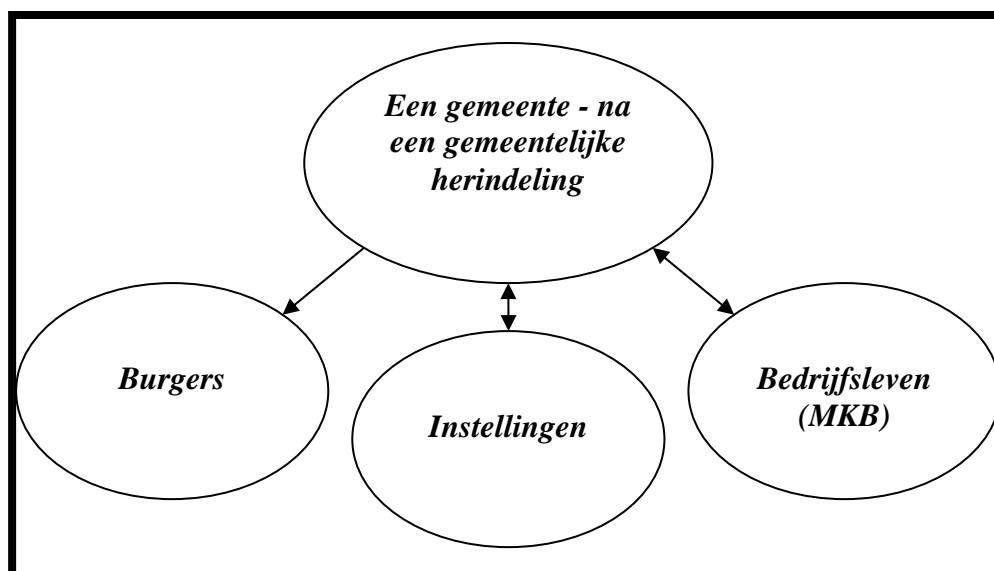 Een gemeente - na
een gemeentelijke
herindeling
Burgers
Instellingen
Bedrijfsleven
(MKB)